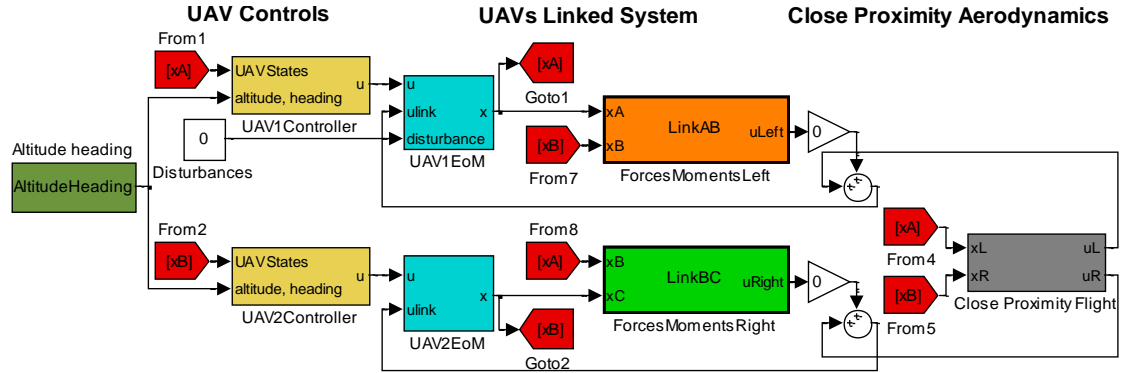 UAV Controls
UAVs Linked System
Close Proximity Aerodynamics
From1
[xA]
UAVStates
altitude, heading
u
UAV1Controller
0
Disturbances
Altitude heading
AltitudeHeading
u
ulink
disturbance
x
UAV1EoM
[xA]
Goto1
[xB]
From7
xA
xB
LinkAB
uLeft
ForcesMomentsLeft
0
+
+
From2
[xB]
UAVStates
altitude, heading
u
UAV2Controller
u
ulink
x
UAV2EoM
[xB]
Goto2
From8
[xA]
xB
xC
LinkBC
uRight
ForcesMomentsRight
0
+
+
[xA]
From4
[xB]
From5
xL
xR
uL
uR
Close Proximity Flight